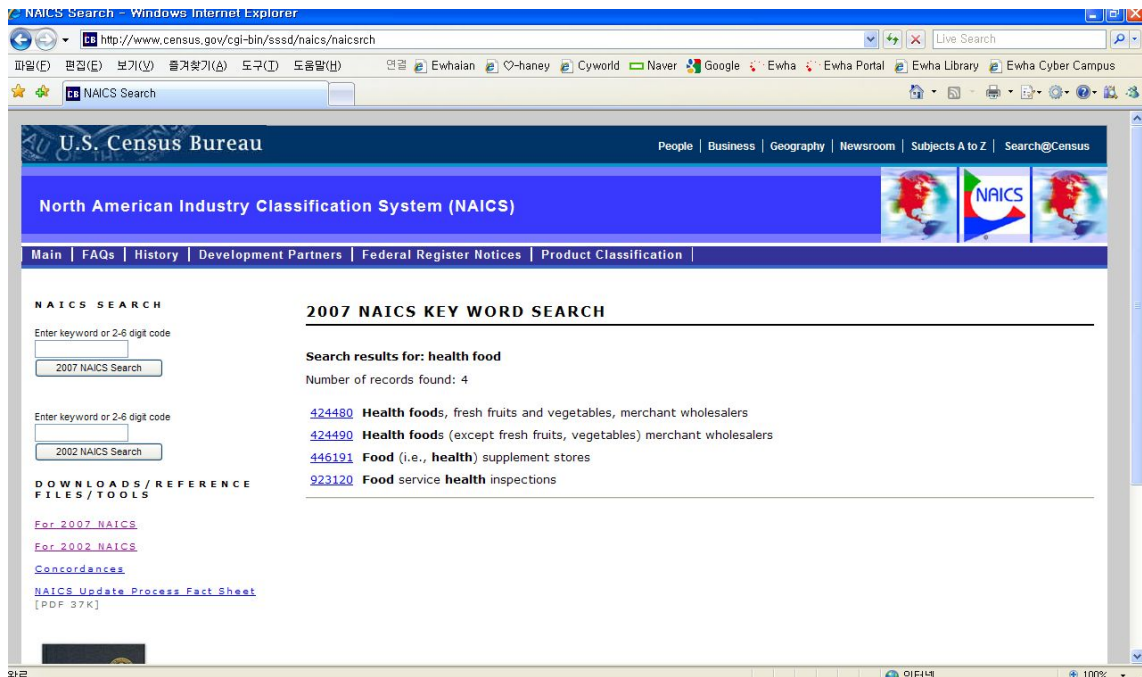 NAICS Search - Windows Internet Explorer
http://www.census.gov/cgi-bin/sssd/naics/naicsrch
Live Search
파일(F) 편집(E) 보기(V) 즐겨찾기(A) 도구(T) 도움말(H) 연결 Ewhaian ♡-haney Cyworld Naver Google Ewha Ewha Portal Ewha Library Ewha Cyber Campus
NAICS Search
U.S. Census Bureau
People | Business | Geography | Newsroom | Subjects A to Z | Search@Census
North American Industry Classification System (NAICS)
NAICS
Main | FAQs | History | Development Partners | Federal Register Notices | Product Classification |
NAICS SEARCH
Enter keyword or 2-6 digit code
2007 NAICS Search
Enter keyword or 2-6 digit code
2002 NAICS Search
DOWNLOADS/REFERENCE
FILES/TOOLS
For 2007 NAICS
For 2002 NAICS
Concordances
NAICS Update Process Fact Sheet
[PDF 37K]
2007 NAICS KEY WORD SEARCH
Search results for: health food
Number of records found: 4
424480 Health foods, fresh fruits and vegetables, merchant wholesalers
424490 Health foods (except fresh fruits, vegetables) merchant wholesalers
446191 Food (i.e., health) supplement stores
923120 Food service health inspections
완료
인터넷
100%